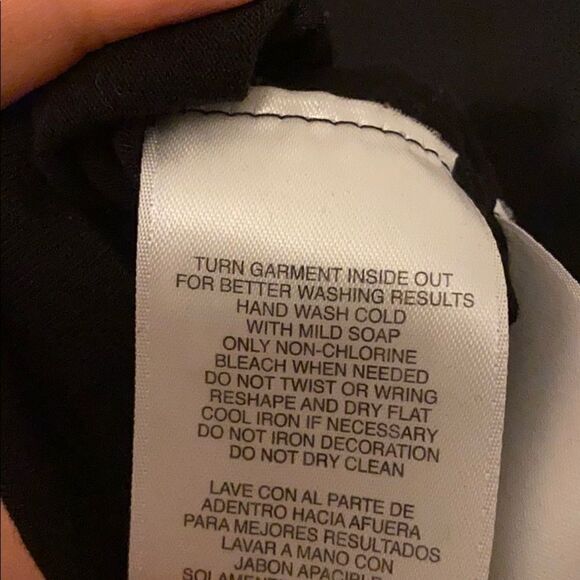 TURN GARMENT INSIDE OUT
FOR BETTER WASHING RESULTS
HAND WASH COLD
WITH MILD SOAP
ONLY NON-CHLORINE
BLEACH WHEN NEEDED
DO NOT TWIST OR WRING
RESHAPE AND DRY FLAT
COOL IRON IF NECESSARY
DO NOT IRON DECORATION
DO NOT DRY CLEAN
LAVE CON AL PARTE DE
ADENTRO HACIA AFUERA
PARA MEJORES RESULTADOS
LAVAR A MANO CON
JABON APACIBLE